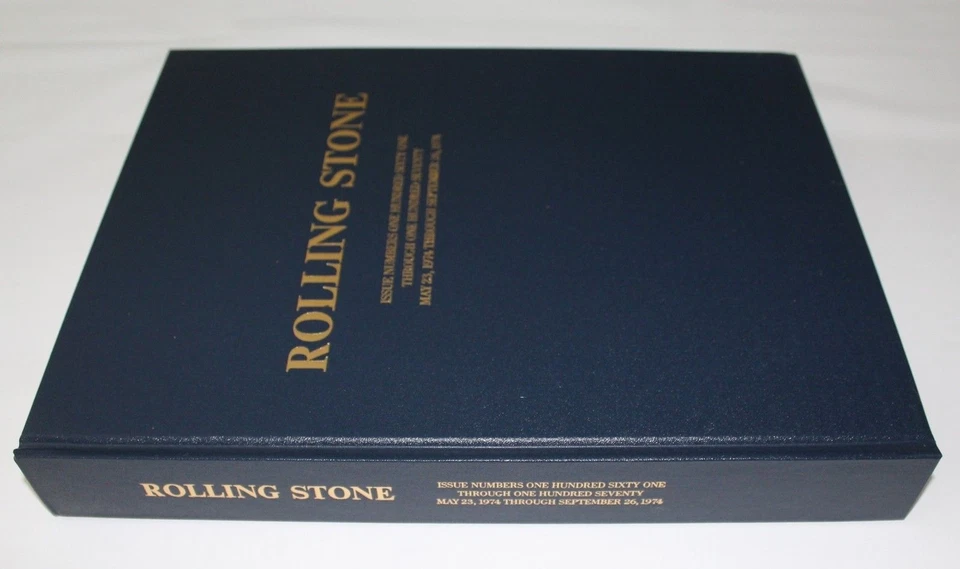 ROLLING STONE
ISSUE NUMBERS ONE HUNDRED SIXTY ONE
THROUGH ONE HUNDRED SEVENTY
MAY 23, 1974 THROUGH SEPTEMBER 26, 1974
ROLLING STONE
ISSUE NUMBERS ONE HUNDRED SIXTY ONE
THROUGH ONE HUNDRED SEVENTY
MAY 23, 1974 THROUGH SEPTEMBER 26, 1974